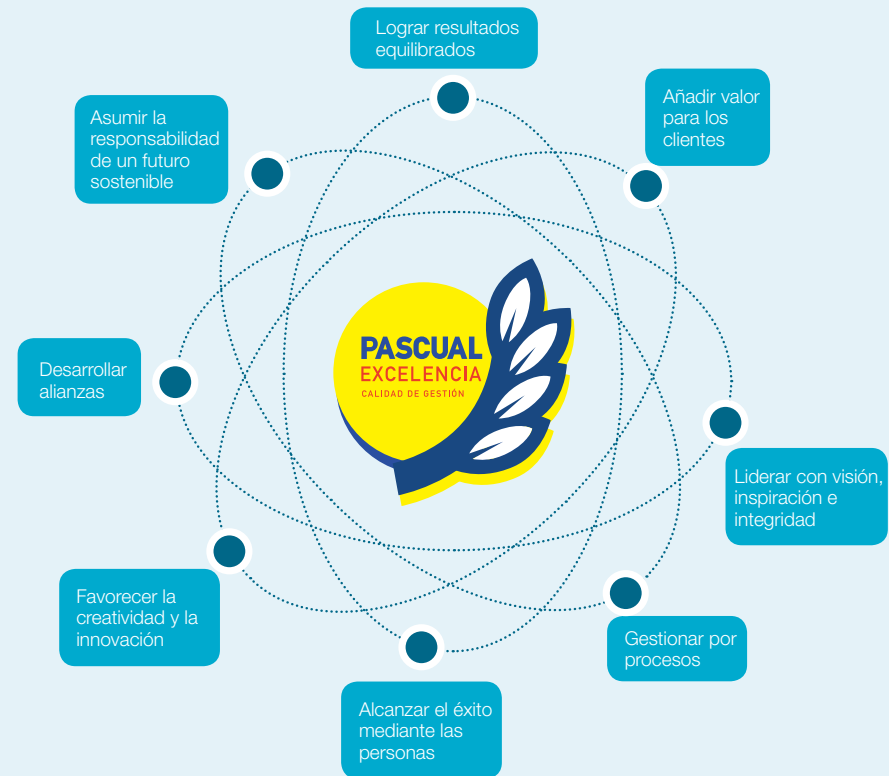 Lograr resultados
equilibrados
Añadir valor
para los
clientes
Asumir la
responsabilidad
de un futuro
sostenible
PASCUAL
EXCELENCIA
CALIDAD DE GESTIÓN
Desarrollar
alianzas
Liderar con visión,
inspiración e
integridad
Favorecer la
creatividad y la
innovación
Gestionar por
procesos
Alcanzar el éxito
mediante las
personas